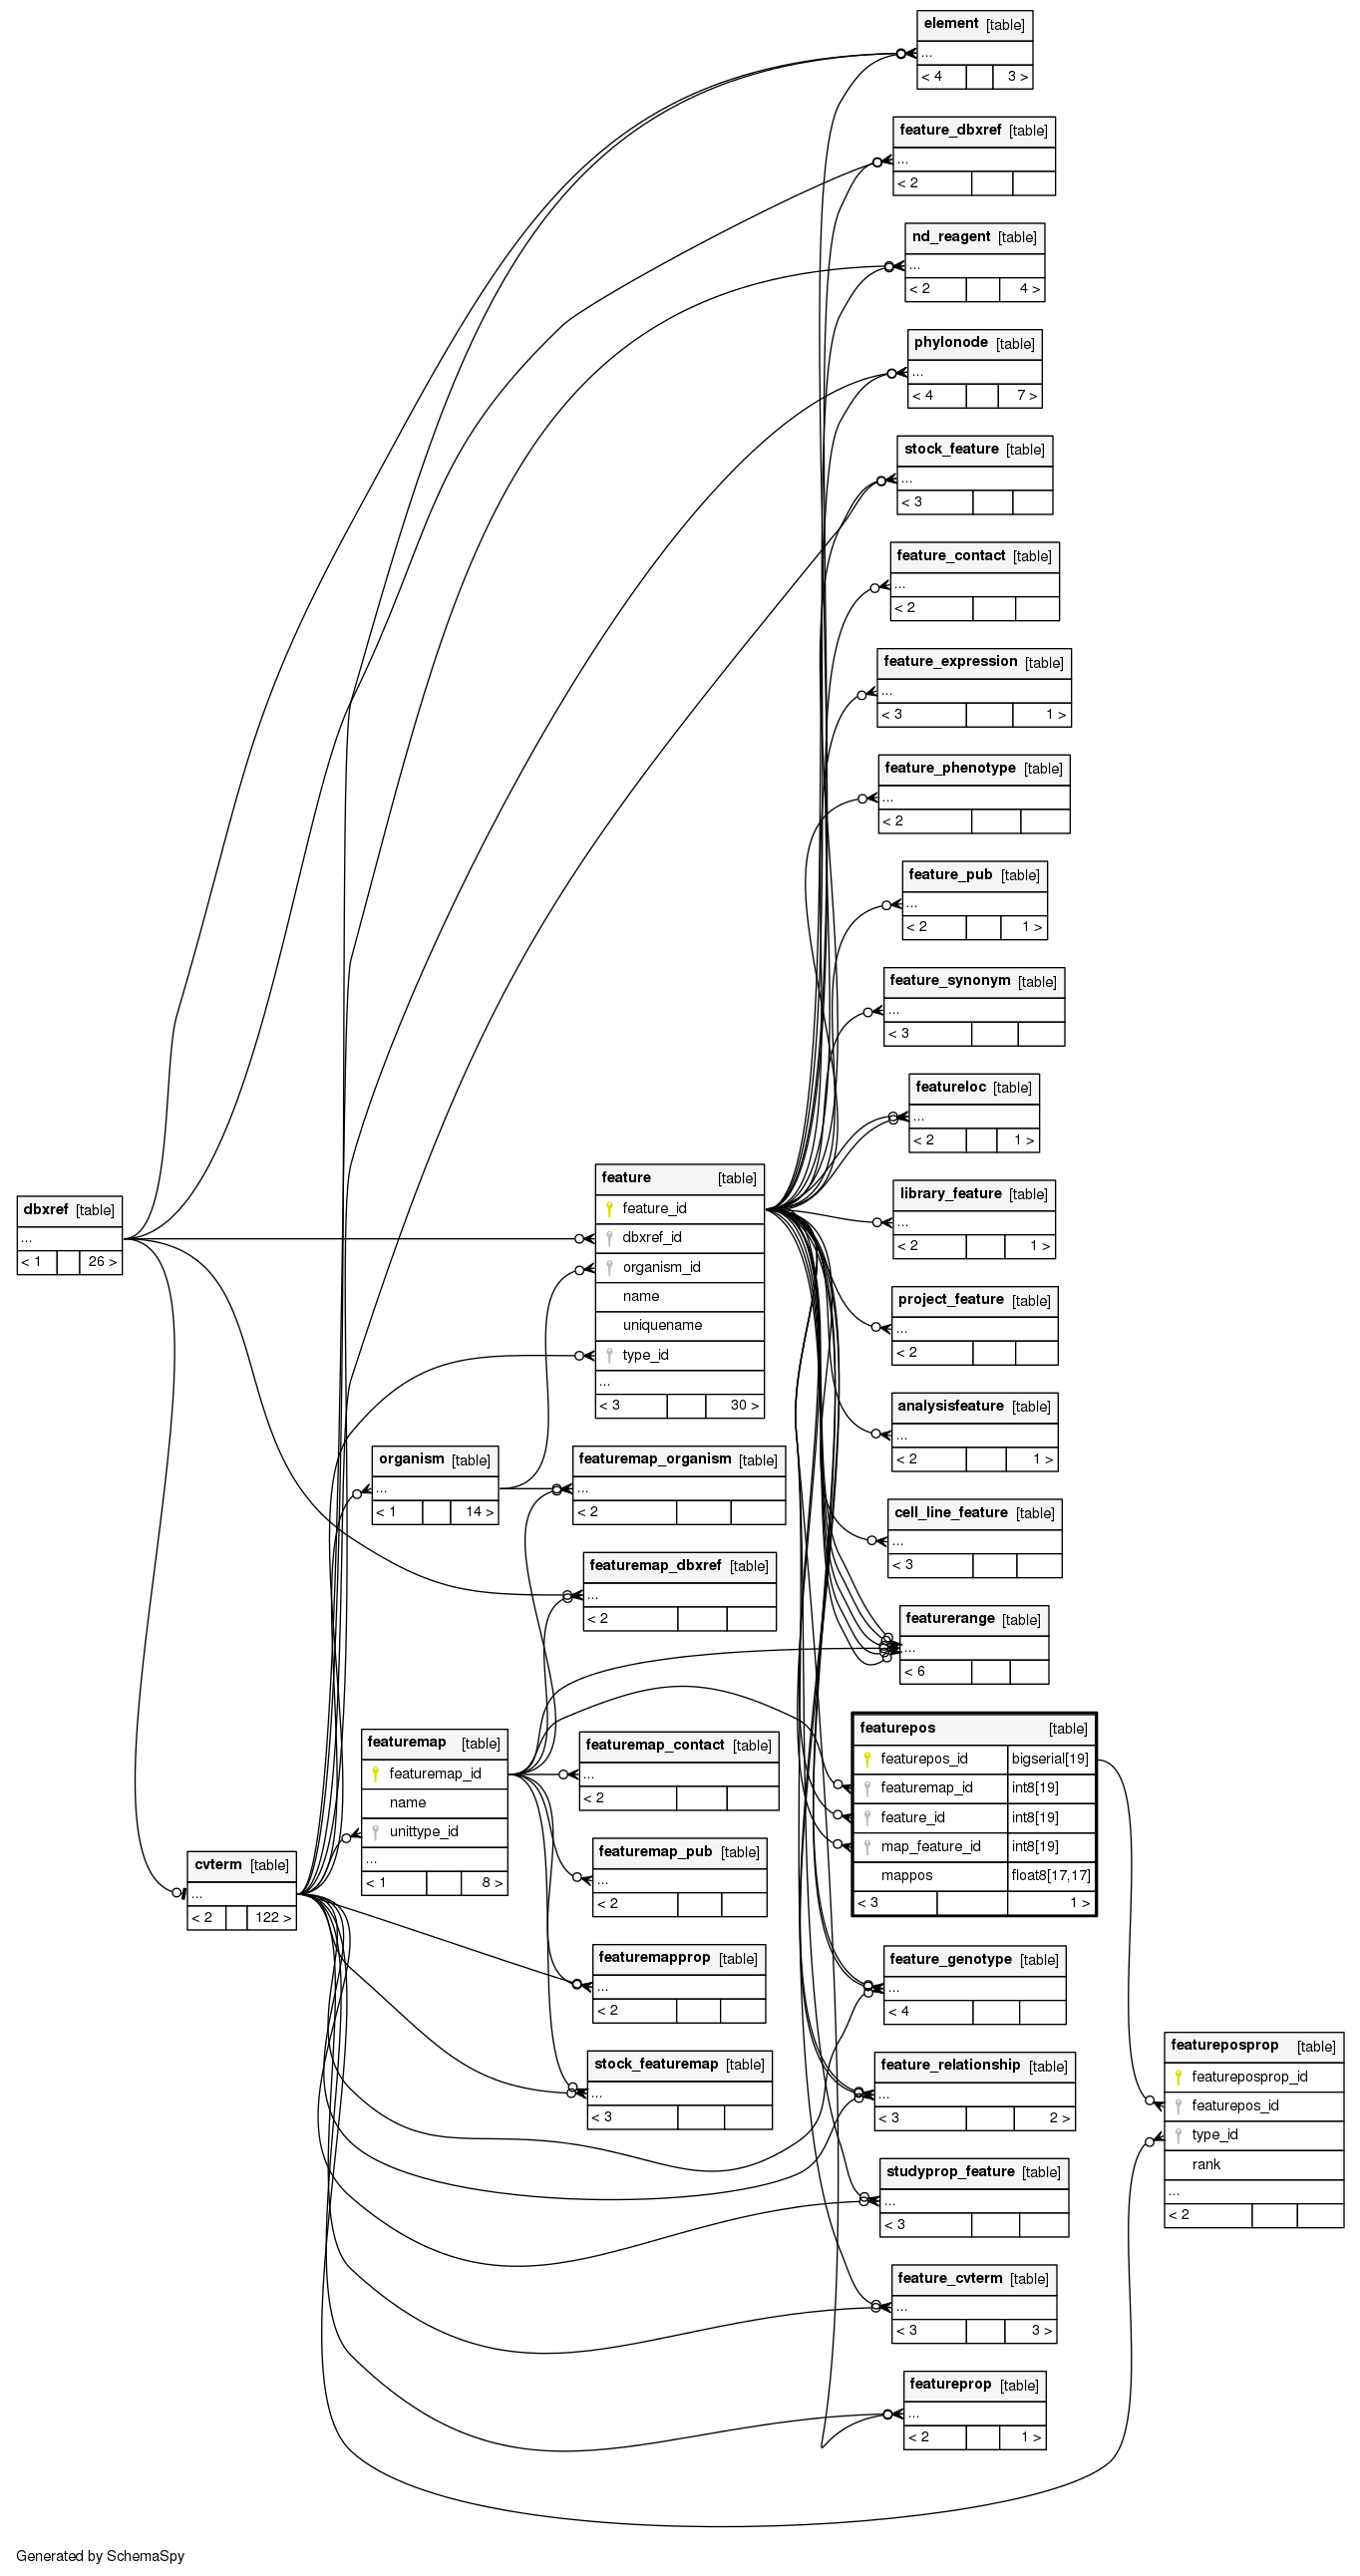 element [table]
...
< 4 3 >
feature_dbxref [table]
...
< 2
nd_reagent [table]
...
< 2 4 >
phylonode [table]
...
< 4 7 >
stock_feature [table]
...
< 3
feature_contact [table]
...
< 2
feature_expression [table]
...
< 3 1 >
feature_phenotype [table]
...
< 2
feature_pub [table]
...
< 2 1 >
feature_synonym [table]
...
< 3
featureloc [table]
...
< 2 1 >
library_feature [table]
...
< 2 1 >
project_feature [table]
...
< 2
analysisfeature [table]
...
< 2 1 >
cell_line_feature [table]
...
< 3
featurerange [table]
...
< 6
dbxref [table]
...
< 1 26 >
feature [table]
feature_id
dbxref_id
organism_id
name
uniquename
type_id
...
< 3 30 >
organism [table]
...
< 1 14 >
featuremap_organism [table]
...
< 2
featuremap_dbxref [table]
...
< 2
featuremap [table]
featuremap_id
name
unittype_id
...
< 1 8 >
featuremap_contact [table]
...
< 2
featuremap_pub [table]
...
< 2
featuremapprop [table]
...
< 2
stock_featuremap [table]
...
< 3
cvterm [table]
...
< 2 122 >
featurepos [table]
featurepos_id bigserial[19]
featuremap_id int8[19]
feature_id int8[19]
map_feature_id int8[19]
mappos float8[17,17]
< 3 1 >
feature_genotype [table]
...
< 4
feature_relationship [table]
...
< 3 2 >
studyprop_feature [table]
...
< 3
feature_cvterm [table]
...
< 3 3 >
featureprop [table]
...
< 2 1 >
featureposprop [table]
featureposprop_id
featurepos_id
type_id
rank
...
< 2
Generated by SchemaSpy